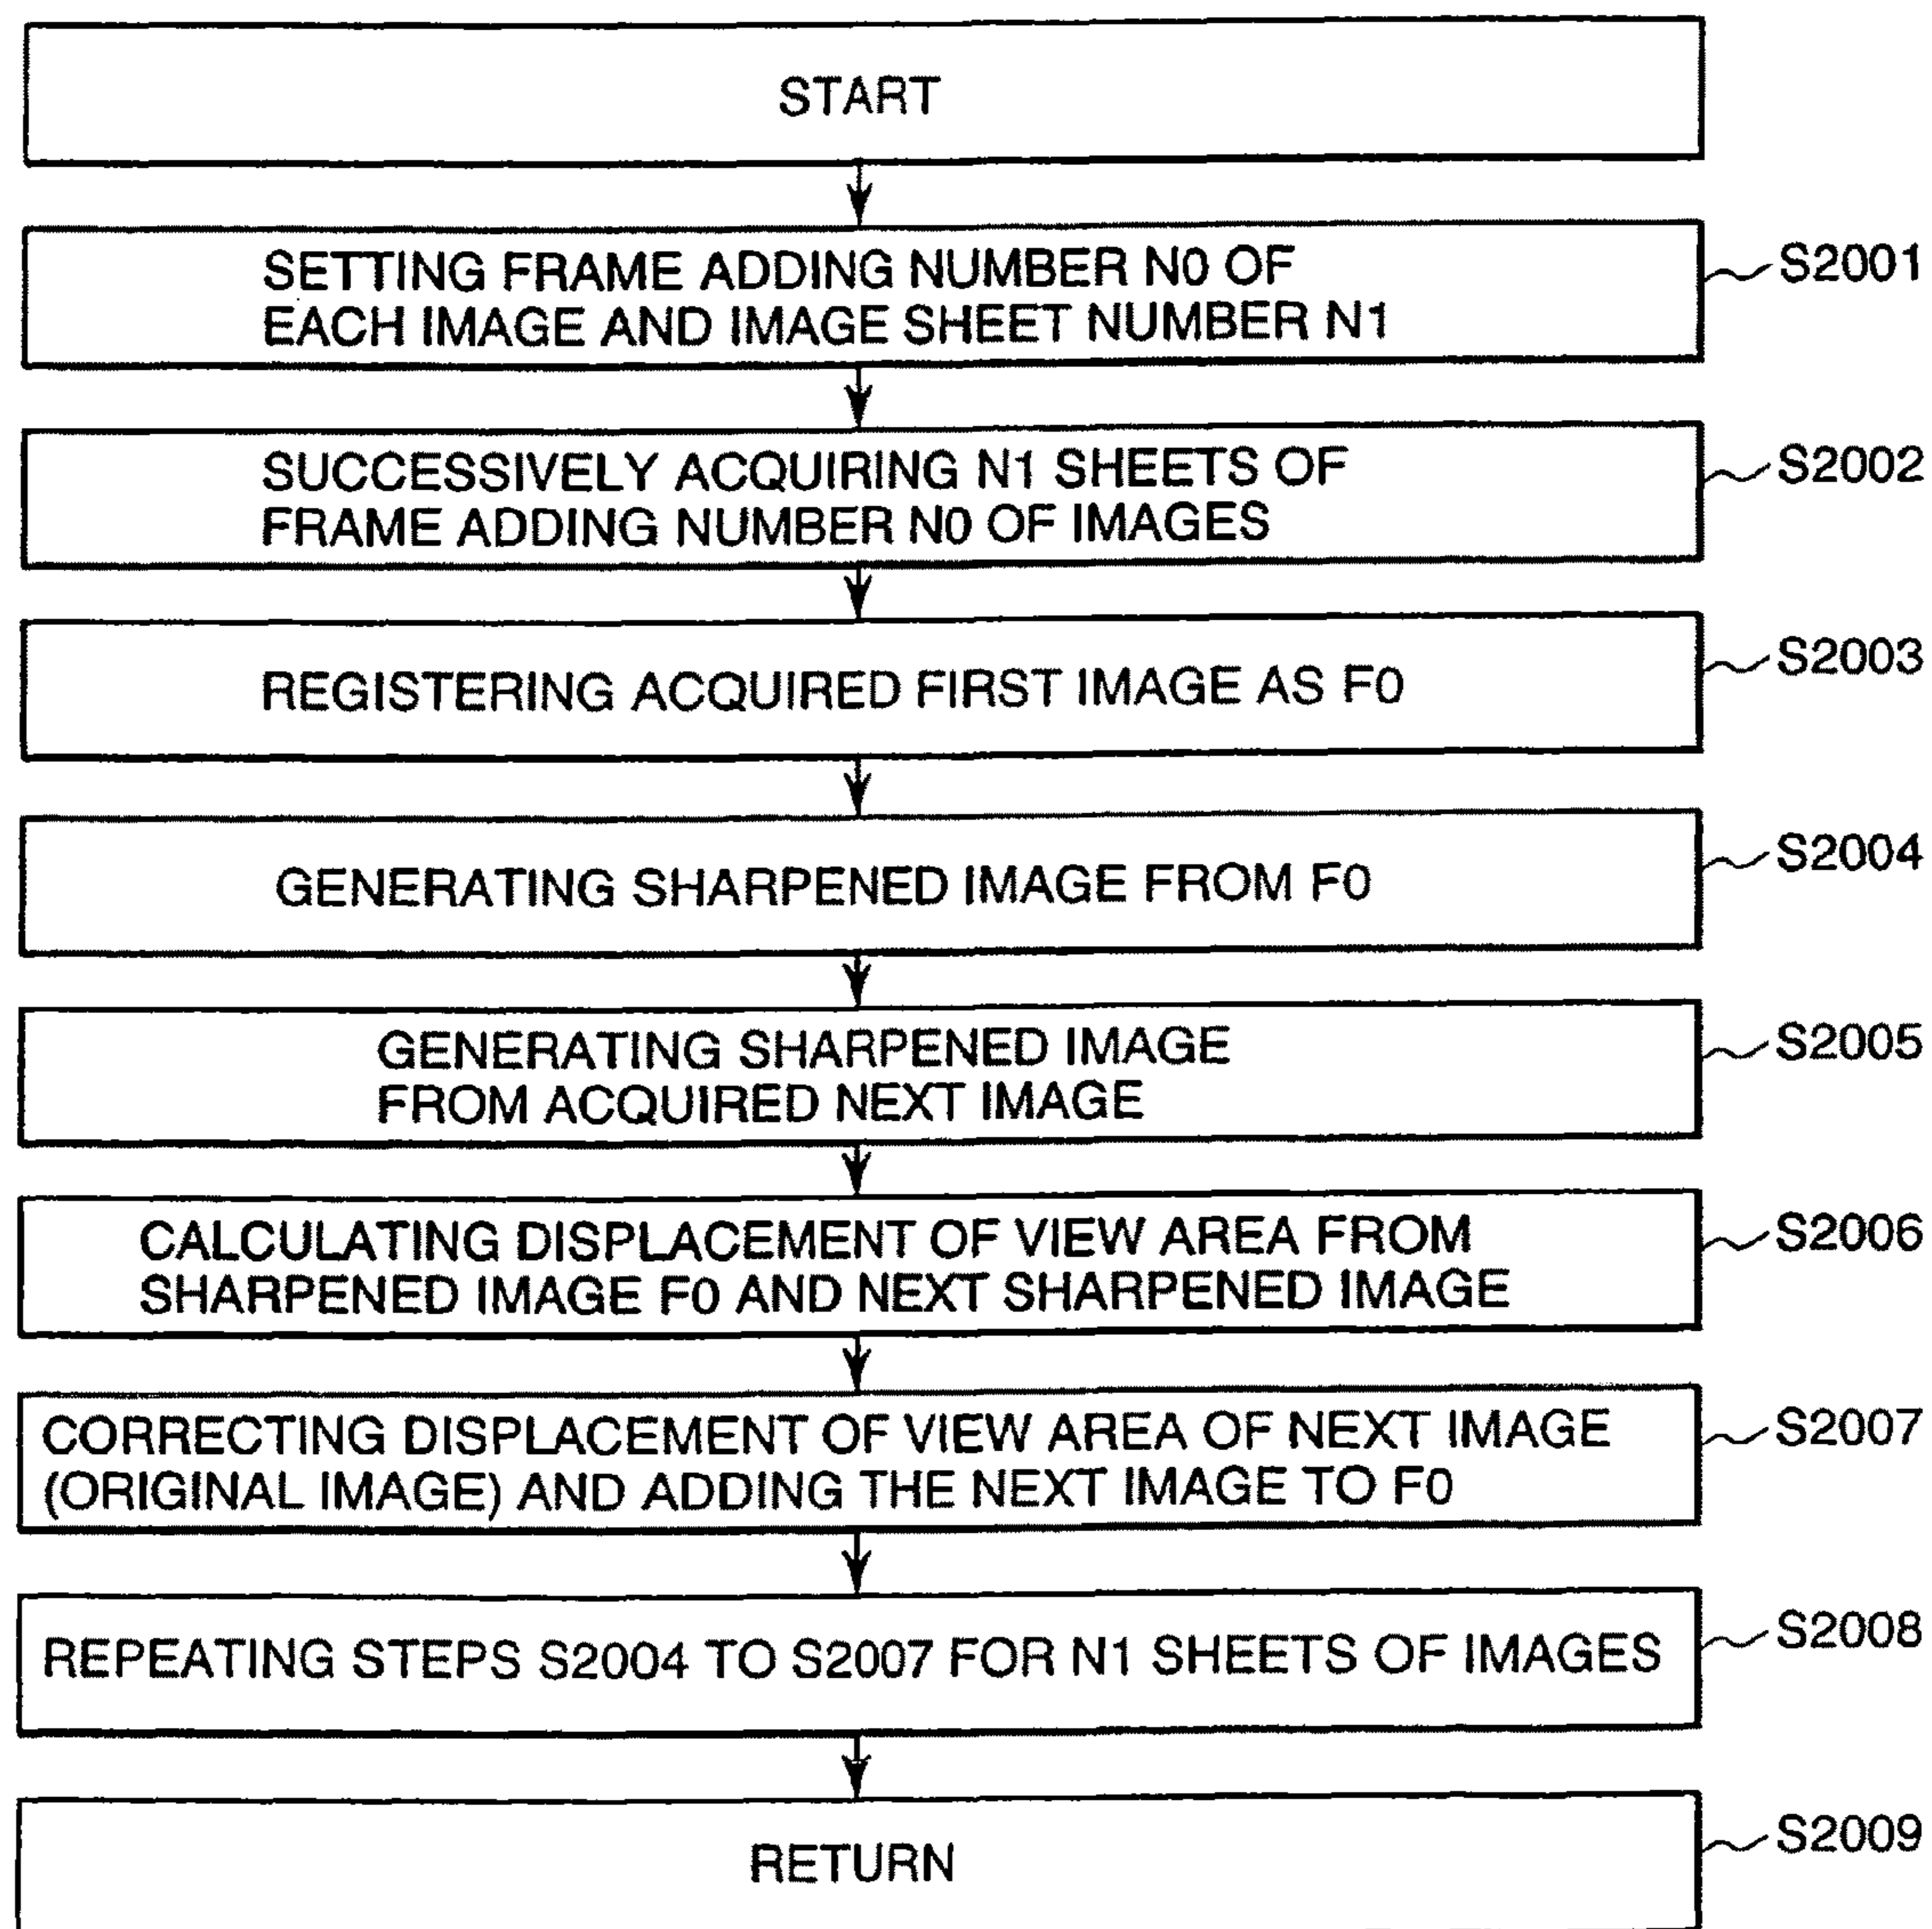 START
SETTING FRAME ADDING NUMBER N0 OF
EACH IMAGE AND IMAGE SHEET NUMBER N1
S2001
SUCCESSIVELY ACQUIRING N1 SHEETS OF
FRAME ADDING NUMBER N0 OF IMAGES
S2002
REGISTERING ACQUIRED FIRST IMAGE AS F0
S2003
GENERATING SHARPENED IMAGE FROM F0
S2004
GENERATING SHARPENED IMAGE
FROM ACQUIRED NEXT IMAGE
S2005
CALCULATING DISPLACEMENT OF VIEW AREA FROM
SHARPENED IMAGE F0 AND NEXT SHARPENED IMAGE
S2006
CORRECTING DISPLACEMENT OF VIEW AREA OF NEXT IMAGE
(ORIGINAL IMAGE) AND ADDING THE NEXT IMAGE TO F0
S2007
REPEATING STEPS S2004 TO S2007 FOR N1 SHEETS OF IMAGES
S2008
RETURN
S2009